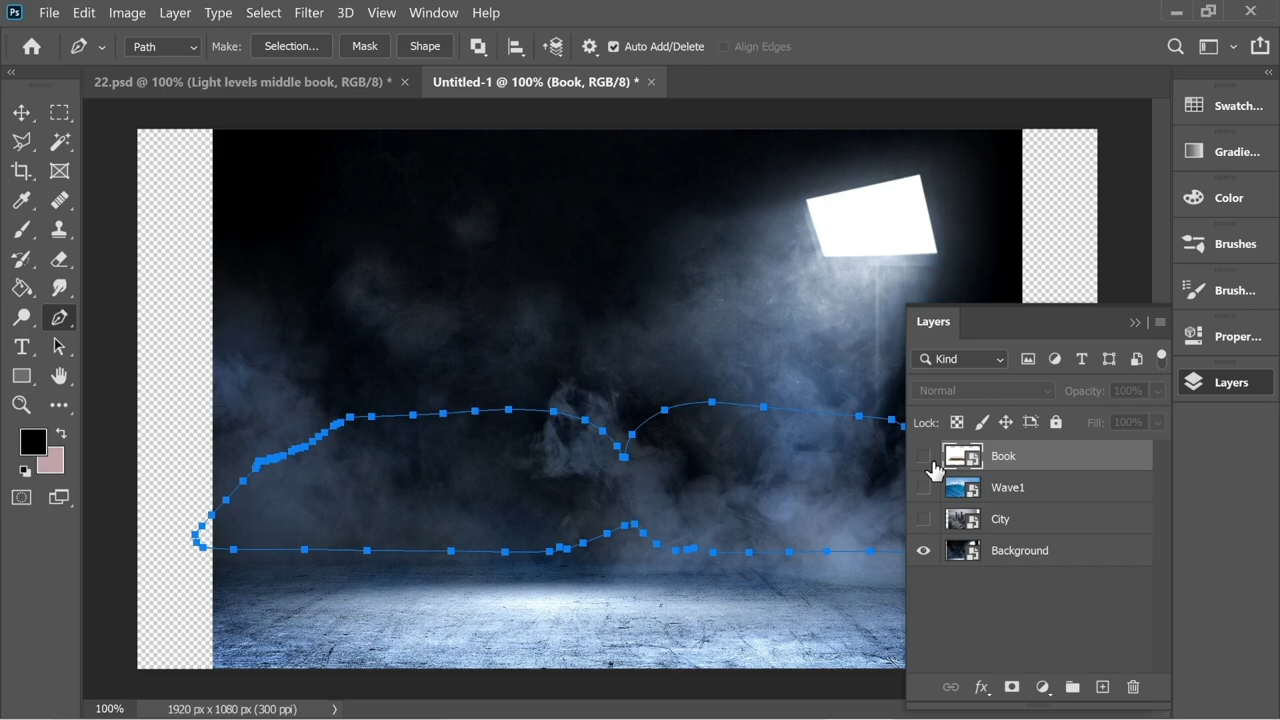 Ps File Edit Image Layer Type Select Filter 3D View Window Help
Path Make: Selection... Mask Shape Auto Add/Delete Align Edges
22.psd @ 100% (Light levels middle book, RGB/8) * × Untitled-1 @ 100% (Book, RGB/8) * ×
Swatch...
Gradie...
Color
Brushes
Brush...
Proper...
Layers
Layers
Kind
Normal Opacity: 100%
Lock: Fill: 100%
Book
Wave1
City
Background
fx
100% 1920 px x 1080 px (300 ppi)